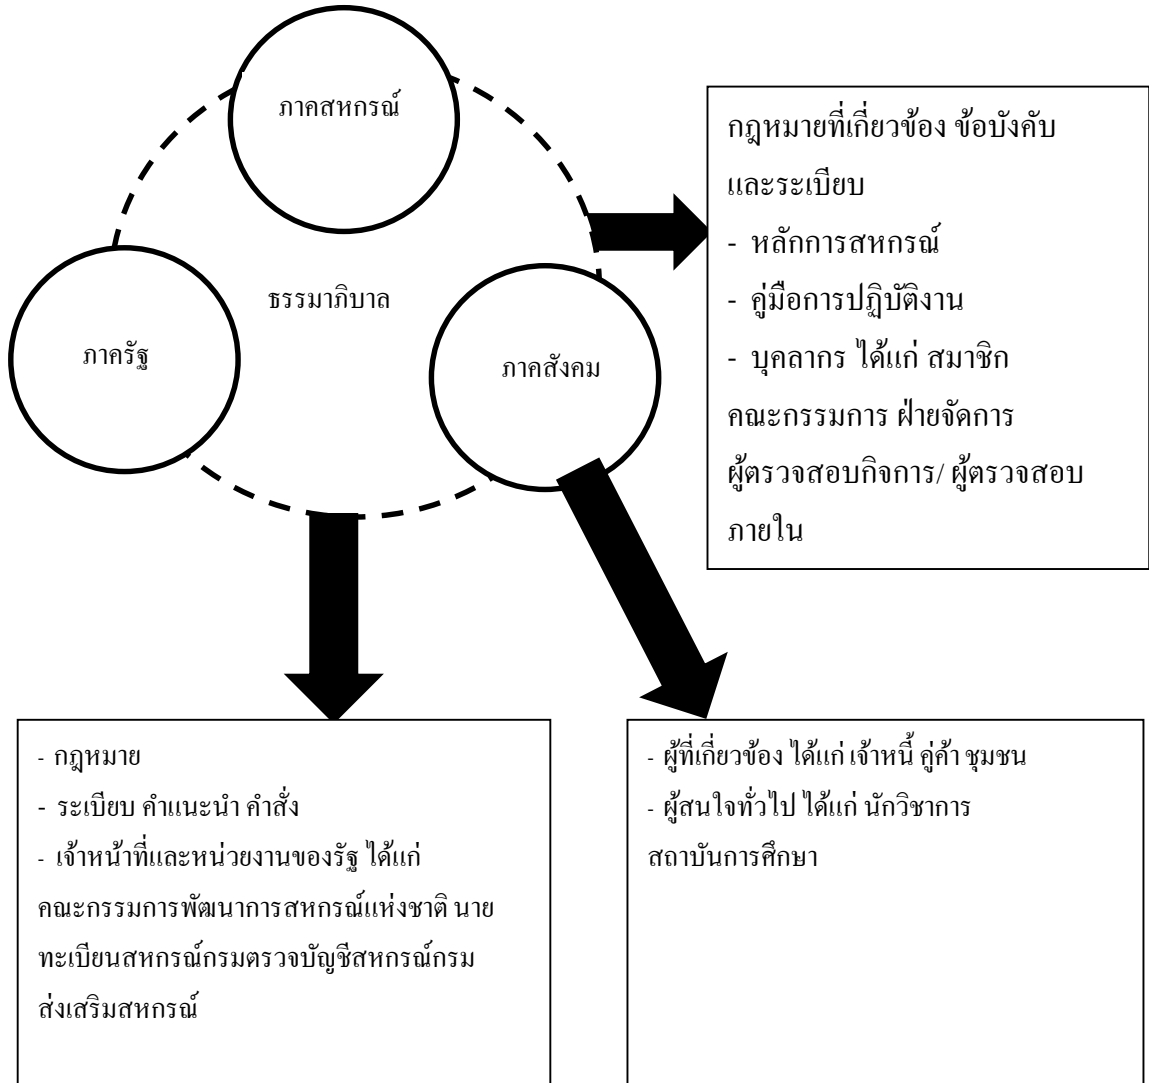 ภาคสหกรณ์
ธรรมาภิบาล
ภาครัฐ
ภาคสังคม
กฎหมายที่เกี่ยวข้อง ข้อบังคับ
และระเบียบ
- หลักการสหกรณ์
- คู่มือการปฏิบัติงาน
- บุคลากร ได้แก่ สมาชิก
คณะกรรมการ ฝ่ายจัดการ
ผู้ตรวจสอบกิจการ/ ผู้ตรวจสอบ
ภายใน
- กฎหมาย
- ระเบียบ คำแนะนำ คำสั่ง
- เจ้าหน้าที่และหน่วยงานของรัฐ ได้แก่
คณะกรรมการพัฒนาการสหกรณ์แห่งชาติ นาย
ทะเบียนสหกรณ์กรมตรวจบัญชีสหกรณ์กรม
ส่งเสริมสหกรณ์
- ผู้ที่เกี่ยวข้อง ได้แก่ เจ้าหนี้ คู่ค้า ชุมชน
- ผู้สนใจทั่วไป ได้แก่ นักวิชาการ
สถาบันการศึกษา